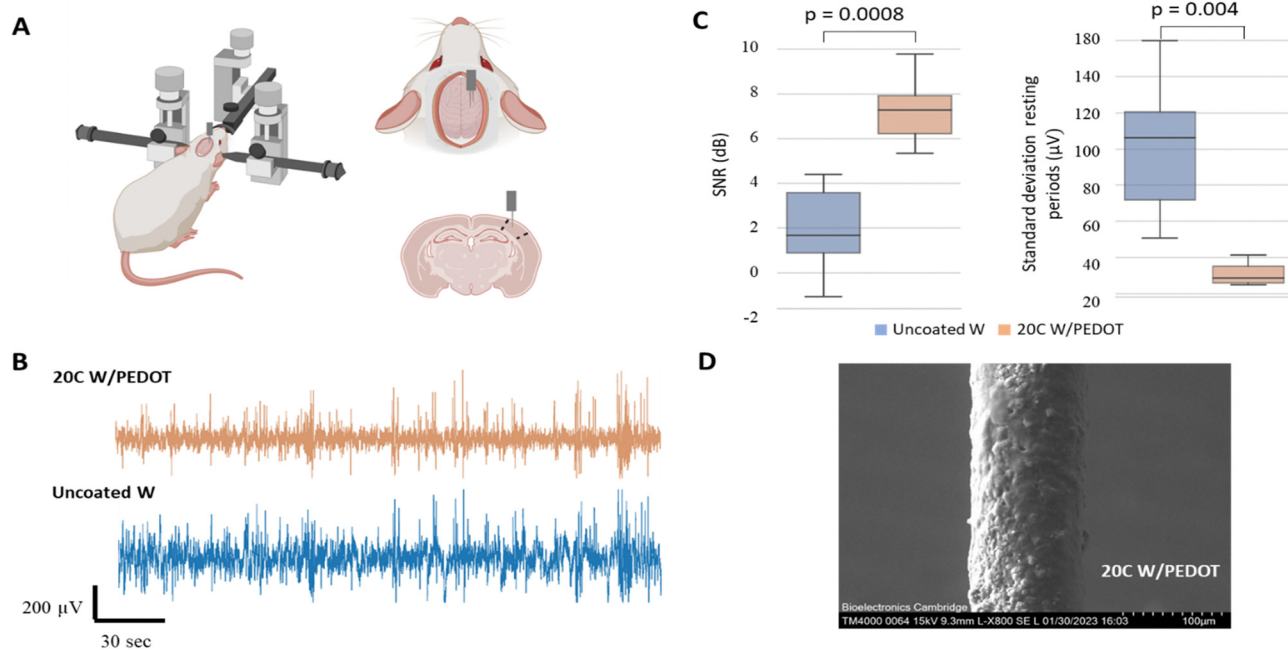 A
C
p = 0.0008
p = 0.004
SNR (dB)
10
8
6
4
2
0
-2
Standard deviation resting
periods (µV)
180
140
120
100
80
60
40
20
Uncoated W
20C W/PEDOT
B
20C W/PEDOT
Uncoated W
200 µV
30 sec
D
20C W/PEDOT
Bioelectronics Cambridge
TM4000 0064 15kV 9.3mm L-X800 SE L 01/30/2023 16:03
100µm